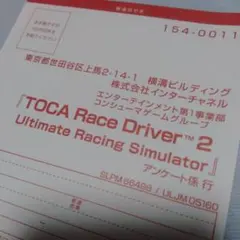 154-0011
東京都世田谷区上馬2-14-1 横溝ビルディング
株式会社インターチャネル
エンターテインメント第1事業部
コンシューマゲームグループ
『TOCA Race Driver™ 2
Ultimate Racing Simulator』
アンケート係 行
SLPM 66498 / ULJM 05160